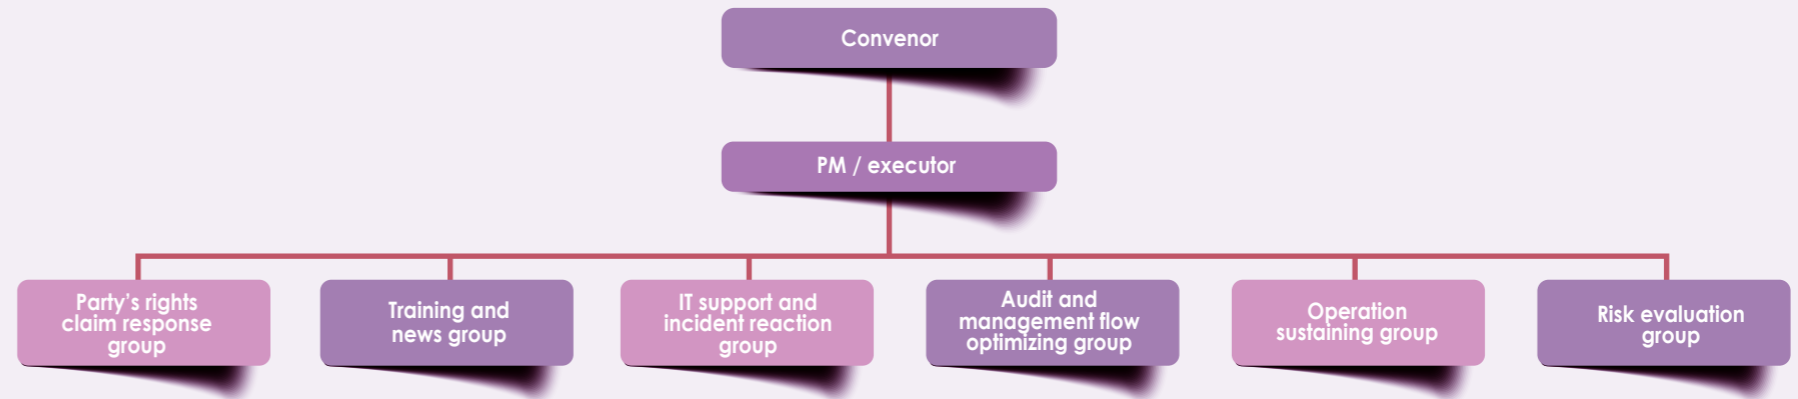 Convenor
PM / executor
Party’s rights
claim response
group
Training and
news group
IT support and
incident reaction
group
Audit and
management flow
optimizing group
Operation
sustaining group
Risk evaluation
group